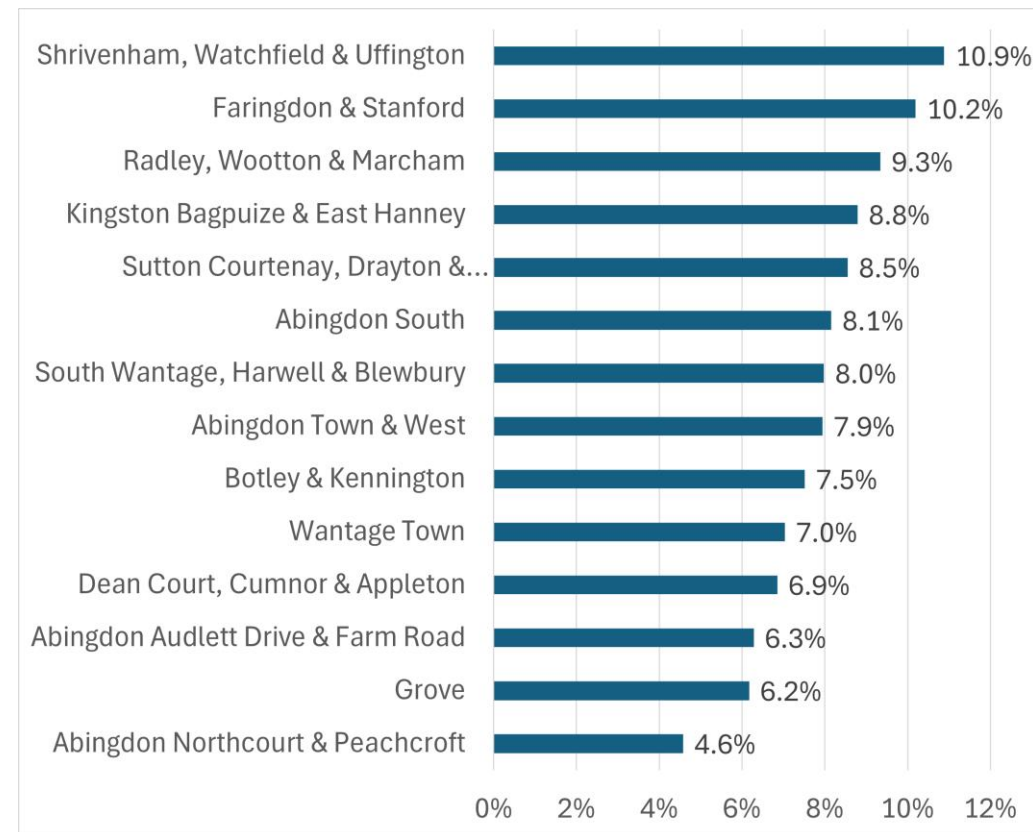 Shrivenham, Watchfield & Uffington 10.9%
Faringdon & Stanford 10.2%
Radley, Wootton & Marcham 9.3%
Kingston Bagpuize & East Hanney 8.8%
Sutton Courtenay, Drayton &... 8.5%
Abingdon South 8.1%
South Wantage, Harwell & Blewbury 8.0%
Abingdon Town & West 7.9%
Botley & Kennington 7.5%
Wantage Town 7.0%
Dean Court, Cumnor & Appleton 6.9%
Abingdon Audlett Drive & Farm Road 6.3%
Grove 6.2%
Abingdon Northcourt & Peachcroft 4.6%
0% 2% 4% 6% 8% 10% 12%